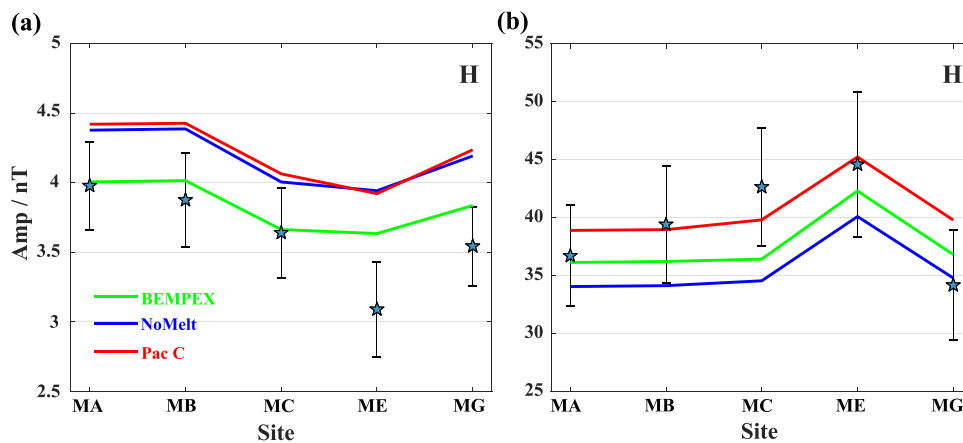 (a)
5
4.5
4
3.5
3
2.5
Amp / nT
H
BEMPEX
NoMelt
Pac C
MA MB MC ME MG
Site
(b)
55
50
45
40
35
30
25
H
MA MB MC ME MG
Site